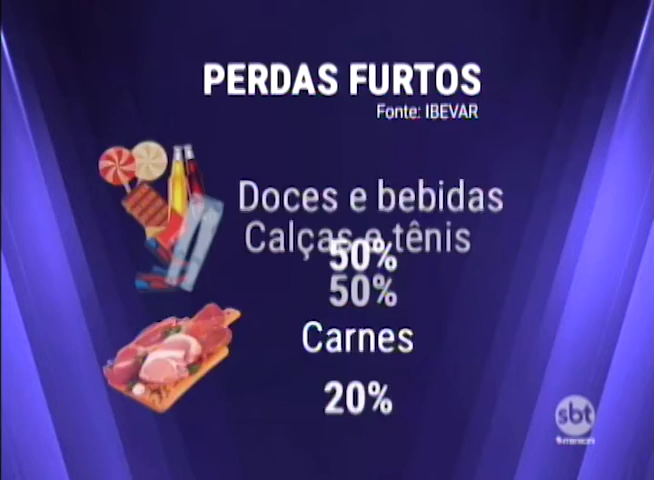 PERDAS FURTOS
Fonte: IBEVAR
Doces e bebidas
Calças e tênis
50%
50%
Carnes
20%
sbt